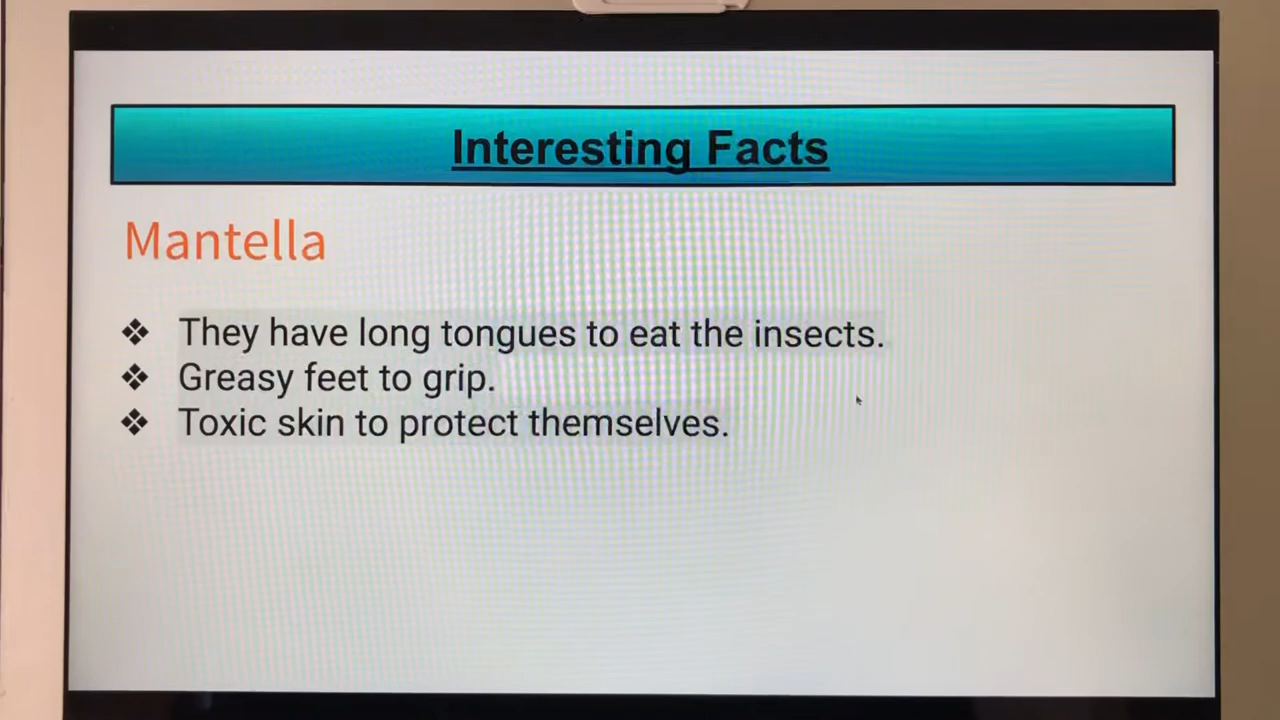 Interesting Facts
Mantella
❖ They have long tongues to eat the insects.
❖ Greasy feet to grip.
❖ Toxic skin to protect themselves.